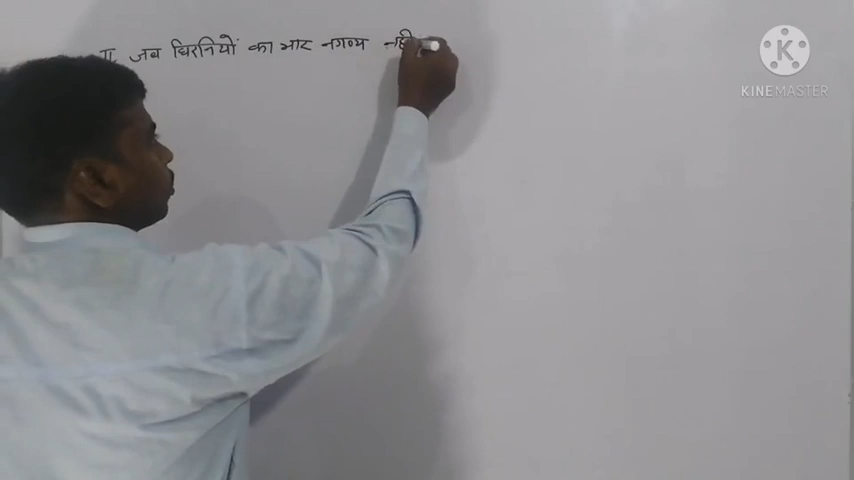 II. जब घिरनियों का भार नगण्य नही
K
KINEMASTER